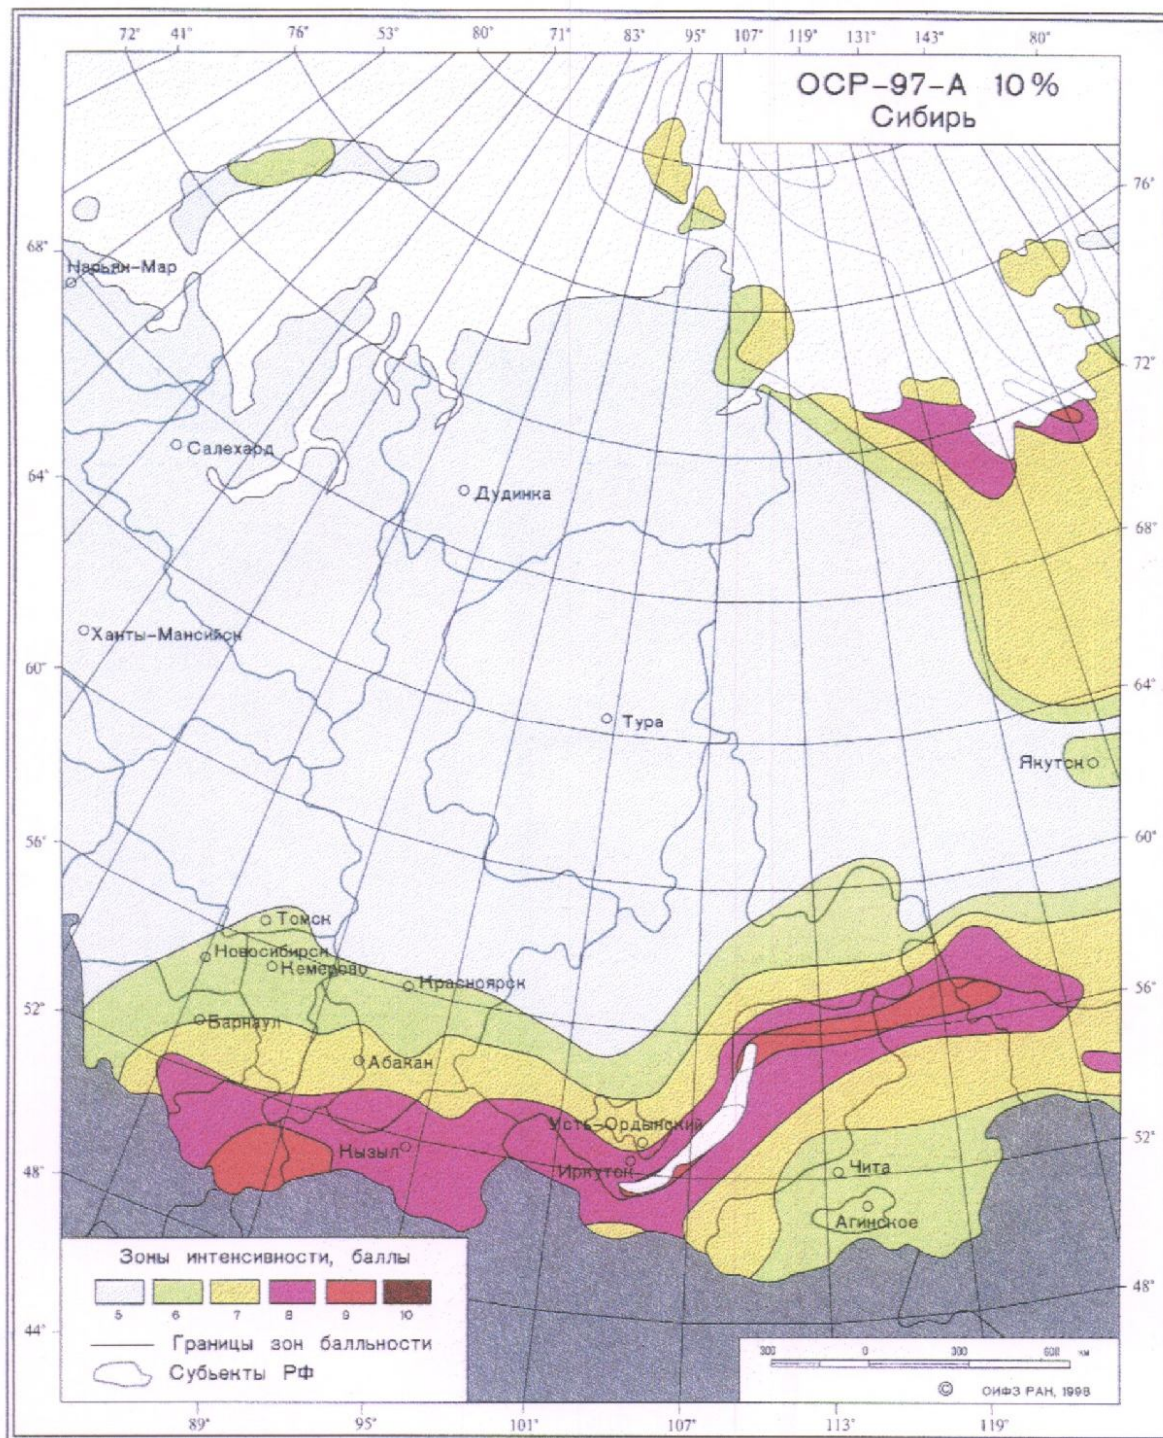 72° 41° 76° 53° 80° 71° 83° 95° 107° 119° 131° 143° 80°
ОСР-97-А 10%
Сибирь
76°
68°
Нарьян-Мар
72°
Салехард
64°
Дудинка
68°
Ханты-Мансийск
60°
64°
Тура
Якутск
56°
60°
Томск
Новосибирск
Кемерово
Красноярск
56°
52°
Барнаул
Абакан
Усть-Ордынский
52°
Кызыл
Иркутск
48°
Чита
Агинское
Зоны интенсивности, баллы
5 6 7 8 9 10
48°
44°
Границы зон балльности
Субьекты РФ
300 0 300 600 км
© ОИФЗ РАН, 1998
89° 95° 101° 107° 113° 119°